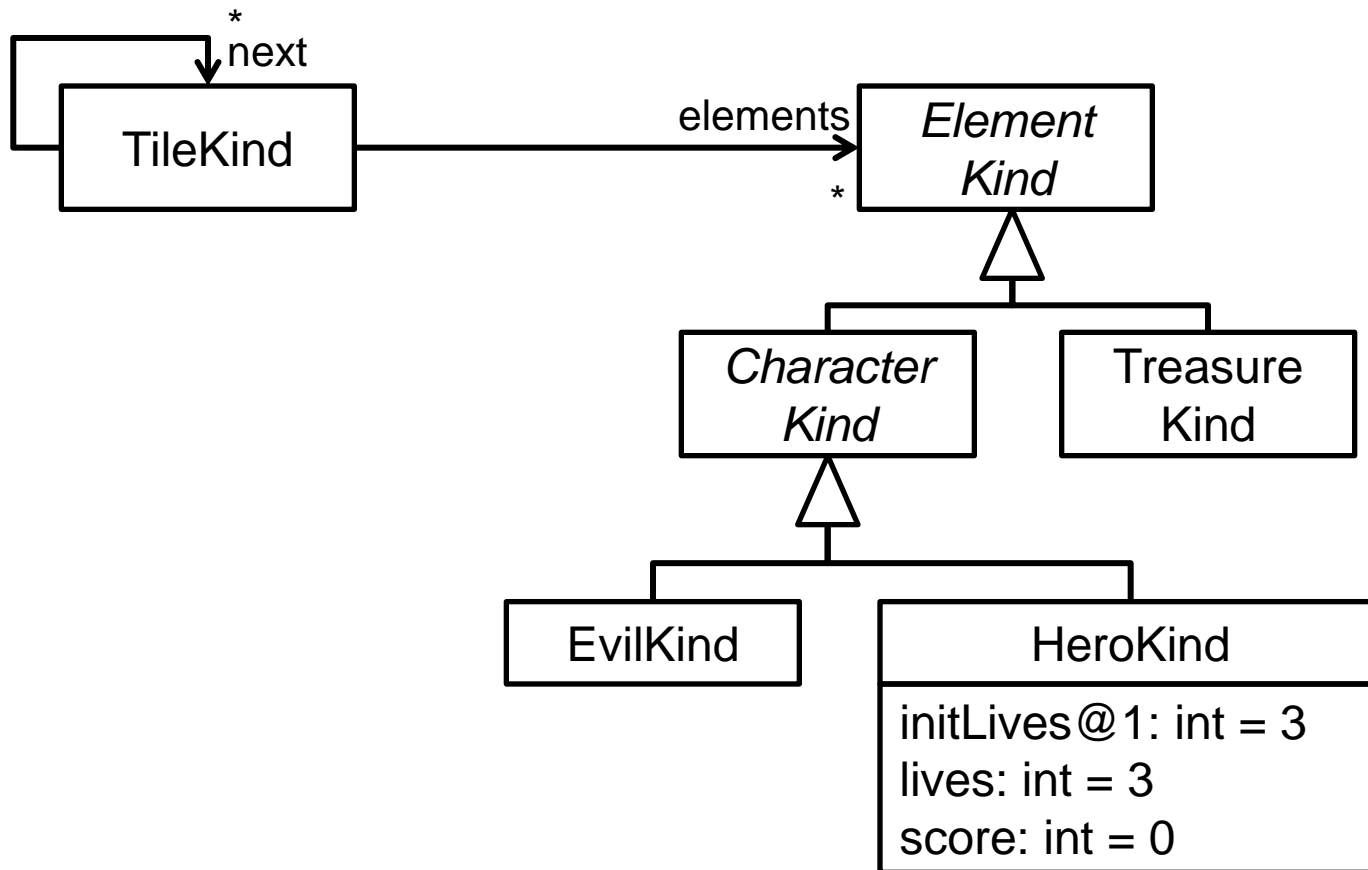 *
next
TileKind
elements
*
Element
Kind
Character
Kind
Treasure
Kind
EvilKind
HeroKind
initLives@1: int = 3
lives: int = 3
score: int = 0